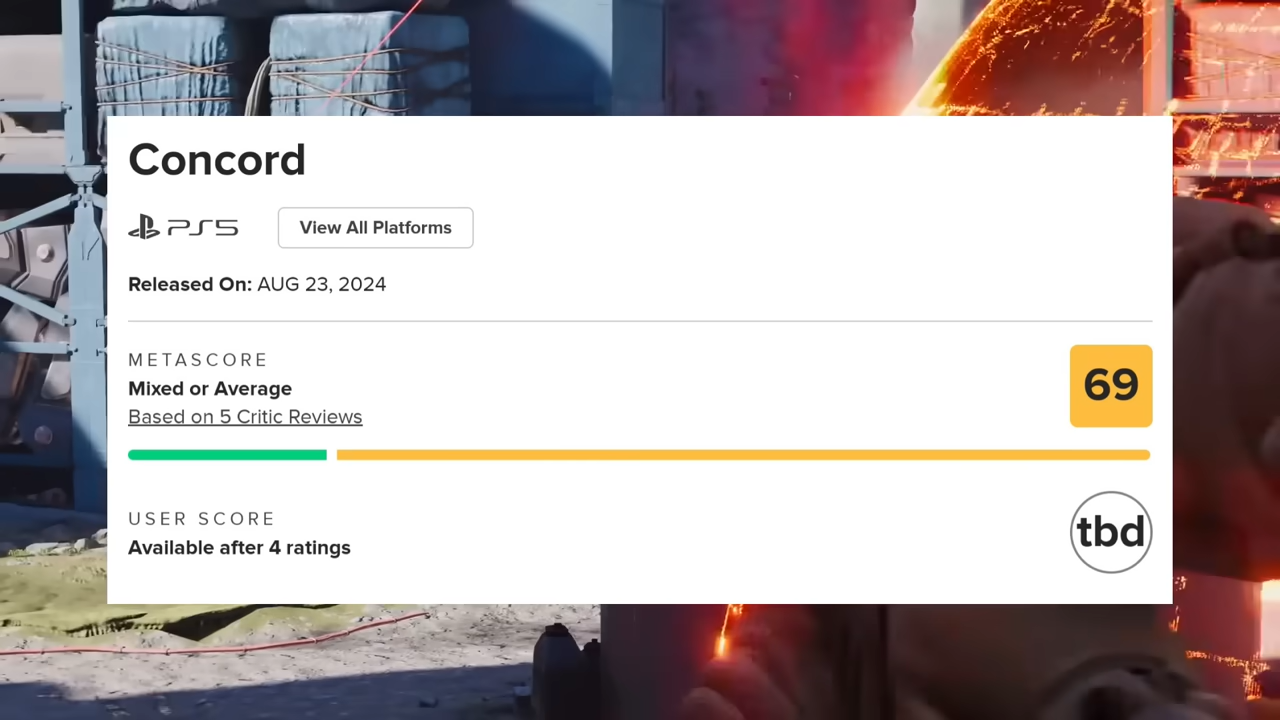 Concord
PS5
View All Platforms
Released On: AUG 23, 2024
METASCORE
Mixed or Average
Based on 5 Critic Reviews
69
USER SCORE
Available after 4 ratings
tbd